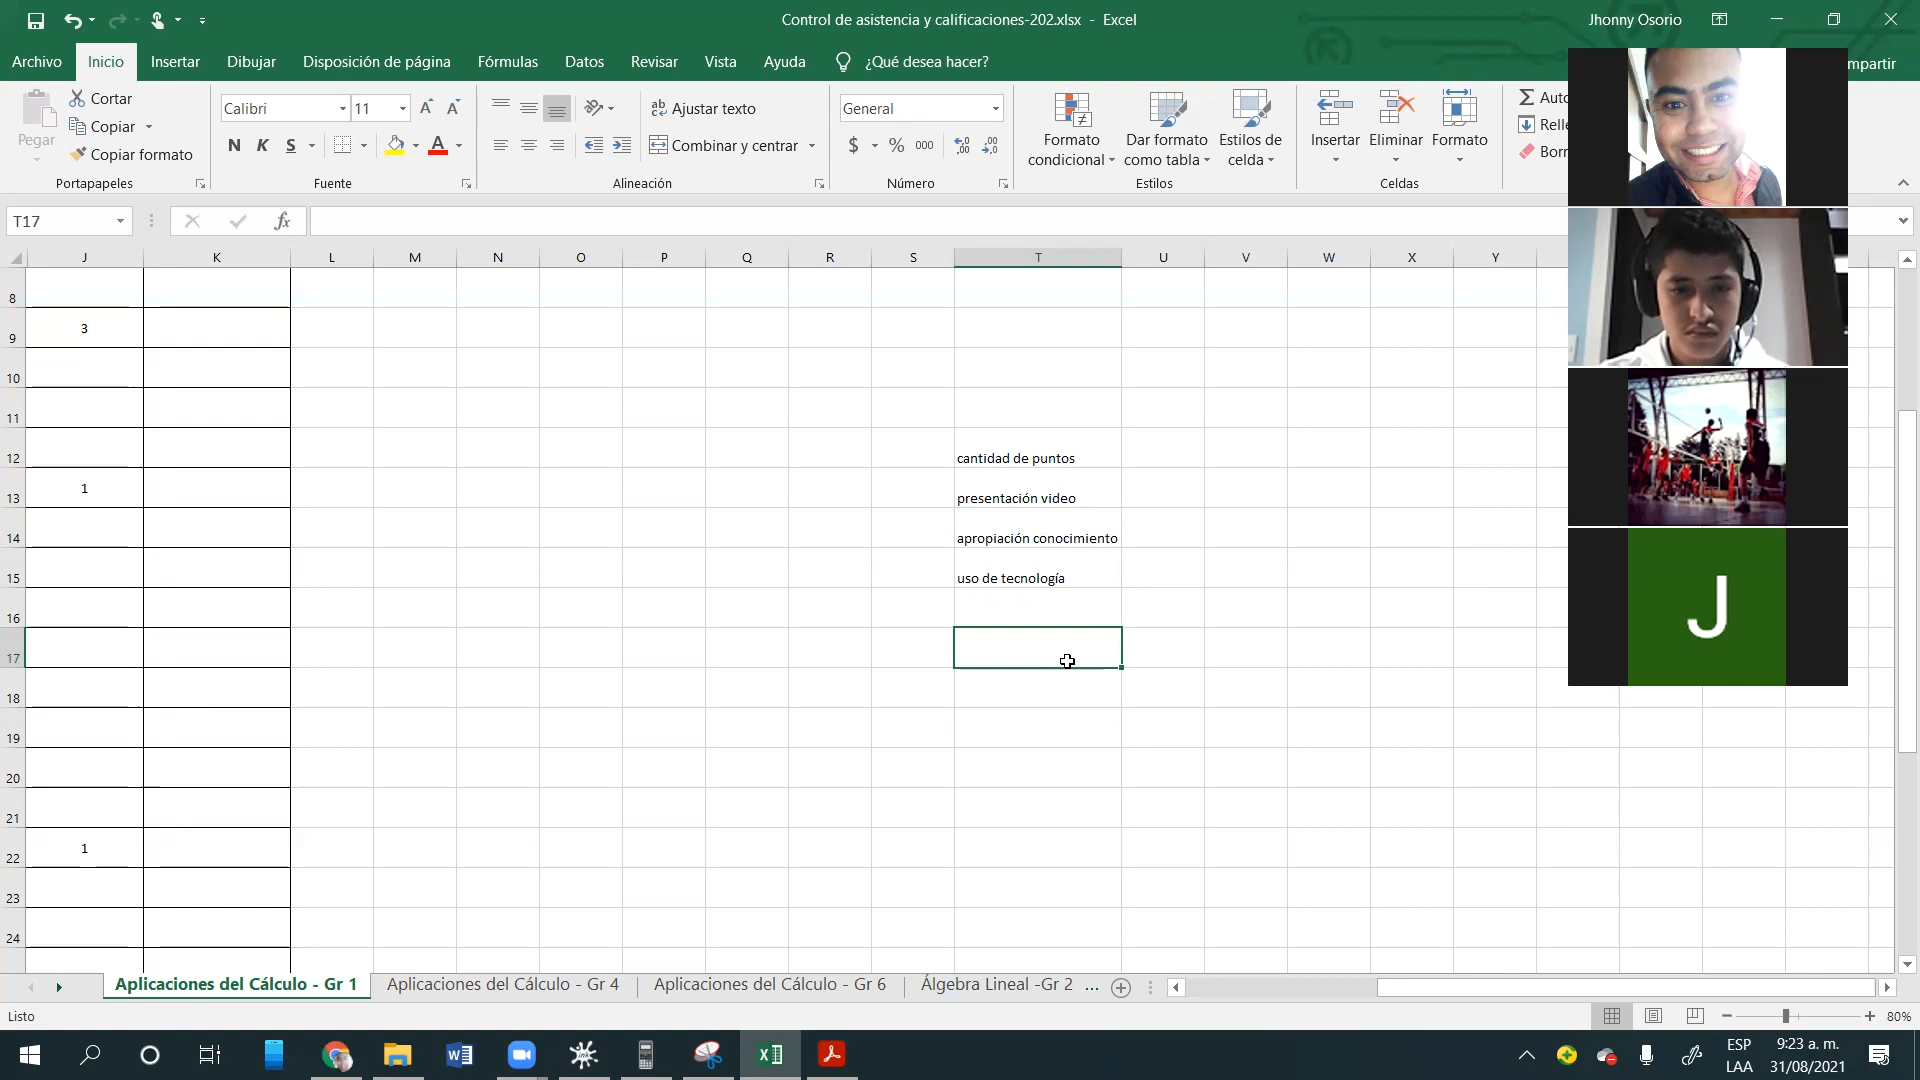 Control de asistencia y calificaciones-202.xlsx - Excel
Jhonny Osorio
Archivo Inicio Insertar Dibujar Disposición de página Fórmulas Datos Revisar Vista Ayuda ¿Qué desea hacer? mpartir
Pegar
Cortar
Copiar
Copiar formato
Portapapeles
Calibri 11
N K S
Fuente
Ajustar texto
Combinar y centrar
Alineación
General
$ % 000
Número
Formato condicional
Dar formato como tabla
Estilos de celda
Estilos
Insertar
Eliminar
Formato
Celdas
Auto
Relle
Borr
T17
fx
J K L M N O P Q R S T U V W X Y
8
9 3
10
11
12 cantidad de puntos
13 1 presentación video
14 apropiación conocimiento
15 uso de tecnología
16
17
18
19
20
21
22 1
23
24
J
Aplicaciones del Cálculo - Gr 1 Aplicaciones del Cálculo - Gr 4 Aplicaciones del Cálculo - Gr 6 Álgebra Lineal -Gr 2 ...
Listo
80%
ESP
LAA
9:23 a. m.
31/08/2021